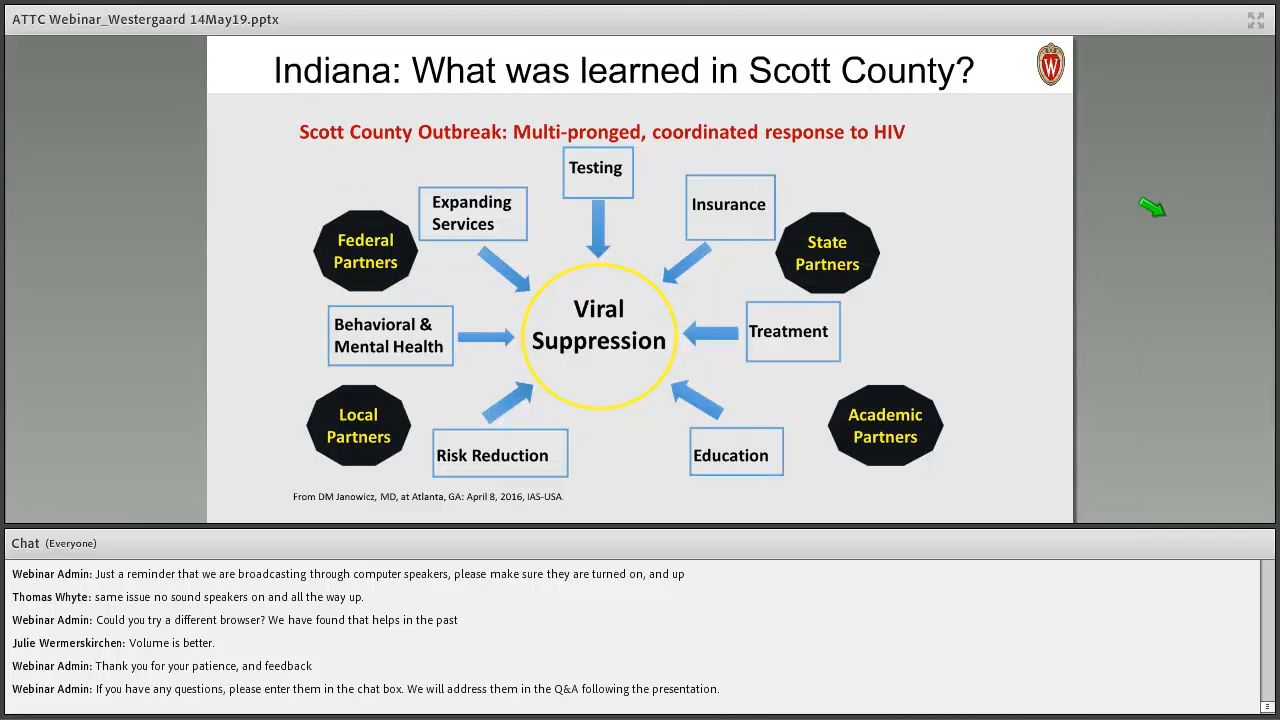 ATTC Webinar_Westergaard 14May19.pptx
Indiana: What was learned in Scott County?
W
Scott County Outbreak: Multi-pronged, coordinated response to HIV
Testing
Expanding
Services
Insurance
Federal
Partners
State
Partners
Viral
Suppression
Behavioral &
Mental Health
Treatment
Local
Partners
Academic
Partners
Risk Reduction
Education
From DM Janowicz, MD, at Atlanta, GA: April 8, 2016, IAS-USA.
Chat (Everyone)
Webinar Admin: Just a reminder that we are broadcasting through computer speakers, please make sure they are turned on, and up
Thomas Whyte: same issue no sound speakers on and all the way up.
Webinar Admin: Could you try a different browser? We have found that helps in the past
Julie Wermerskirchen: Volume is better.
Webinar Admin: Thank you for your patience, and feedback
Webinar Admin: If you have any questions, please enter them in the chat box. We will address them in the Q&A following the presentation.